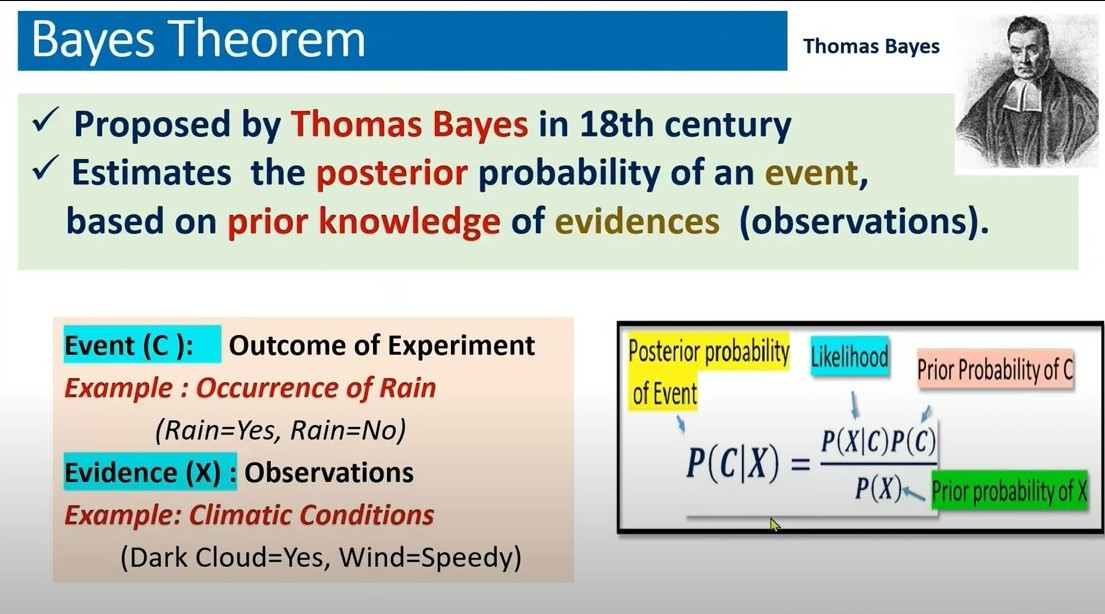 Bayes Theorem
Thomas Bayes
✓ Proposed by Thomas Bayes in 18th century
✓ Estimates the posterior probability of an event,
based on prior knowledge of evidences (observations).
Event (C ): Outcome of Experiment
Example : Occurrence of Rain
(Rain=Yes, Rain=No)
Evidence (X) : Observations
Example: Climatic Conditions
(Dark Cloud=Yes, Wind=Speedy)
Posterior probability
of Event
Likelihood
Prior Probability of C
P(C|X) = P(X|C)P(C)
P(X)
Prior probability of X